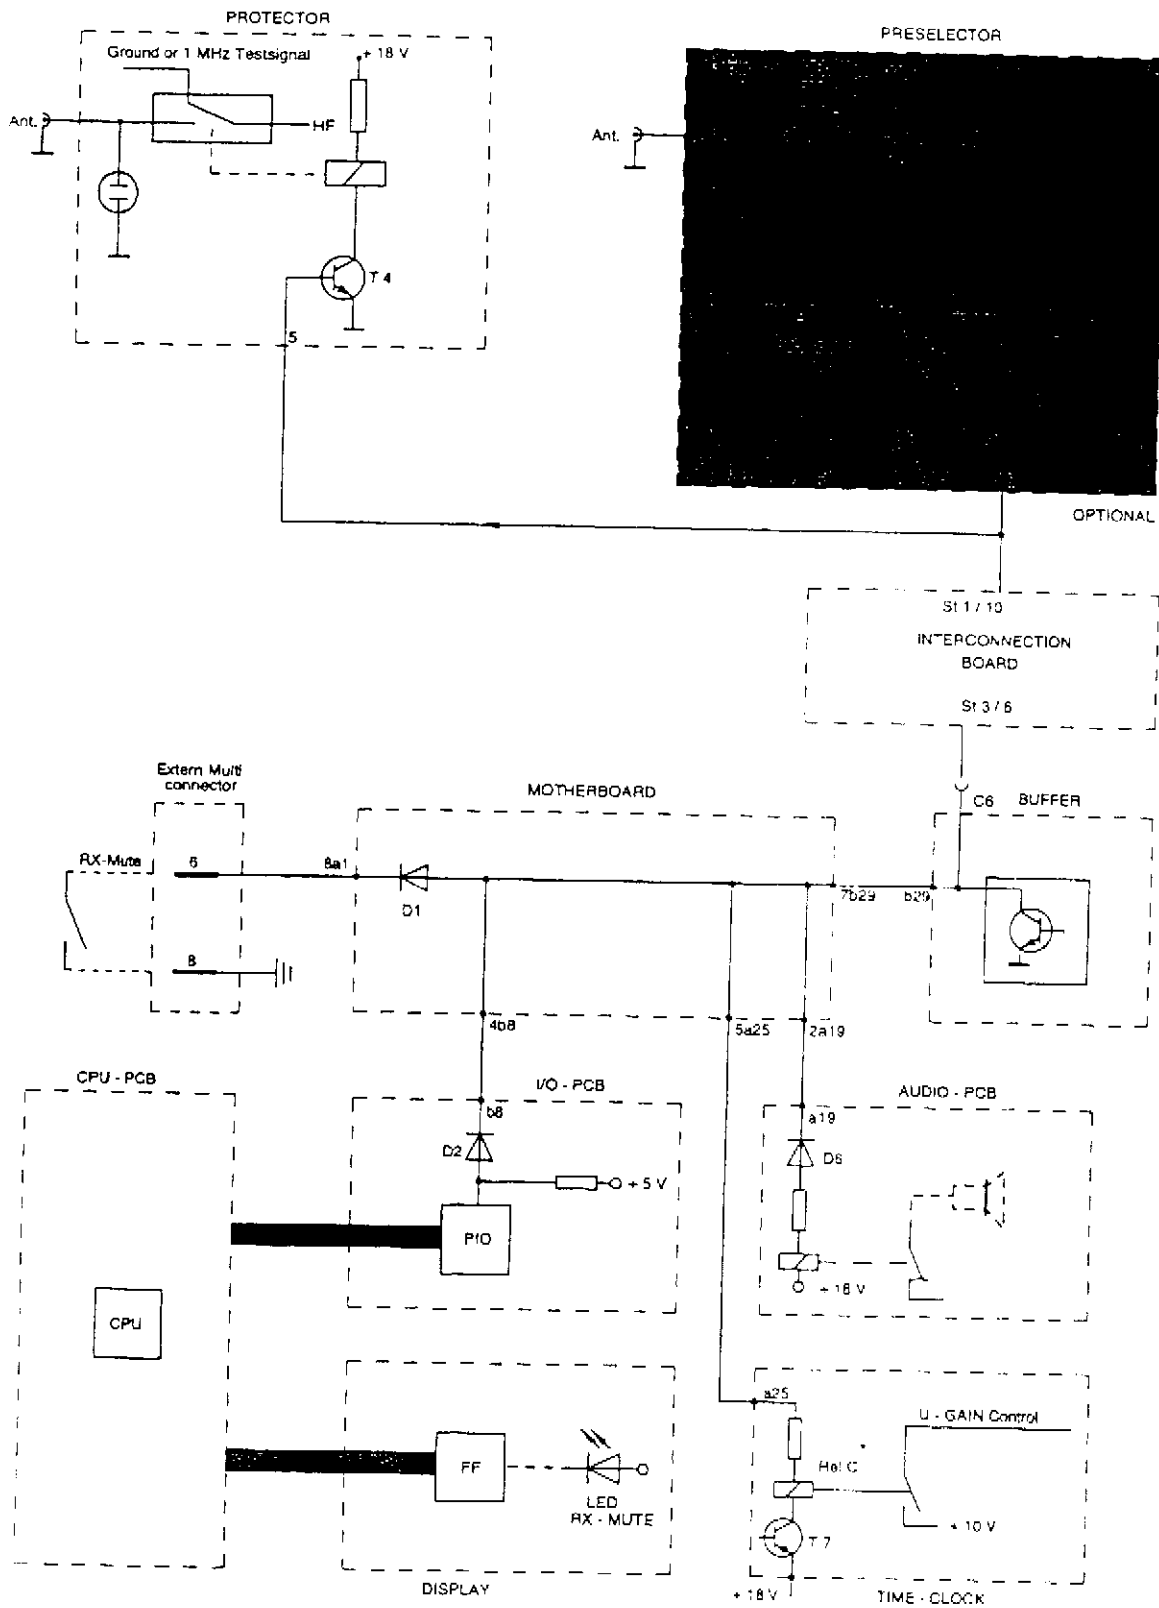 PROTECTOR
Ground or 1 MHz Testsignal
+ 18 V
Ant.
HF
T 4
5
PRESELECTOR
Ant.
OPTIONAL
St 1 / 10
INTERCONNECTION
BOARD
St 3 / 6
Extern Multi
connector
RX-Mute
6
8
8a1
MOTHERBOARD
D1
7b29
4b8
5a25
2a19
C6
BUFFER
b29
CPU - PCB
CPU
I/O - PCB
b8
D2
+ 5 V
PIO
AUDIO - PCB
a19
D6
+ 18 V
FF
LED
RX - MUTE
DISPLAY
a25
U - GAIN Control
Rel C
+ 10 V
T 7
+ 18 V
TIME - CLOCK